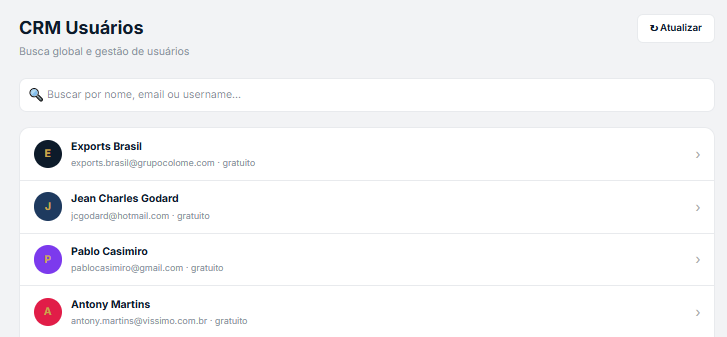 CRM Usuários
↻ Atualizar
Busca global e gestão de usuários
Buscar por nome, email ou username...
E
Exports Brasil
exports.brasil@grupocolome.com · gratuito
J
Jean Charles Godard
jcgodard@hotmail.com · gratuito
P
Pablo Casimiro
pablocasimiro@gmail.com · gratuito
A
Antony Martins
antony.martins@vissimo.com.br · gratuito